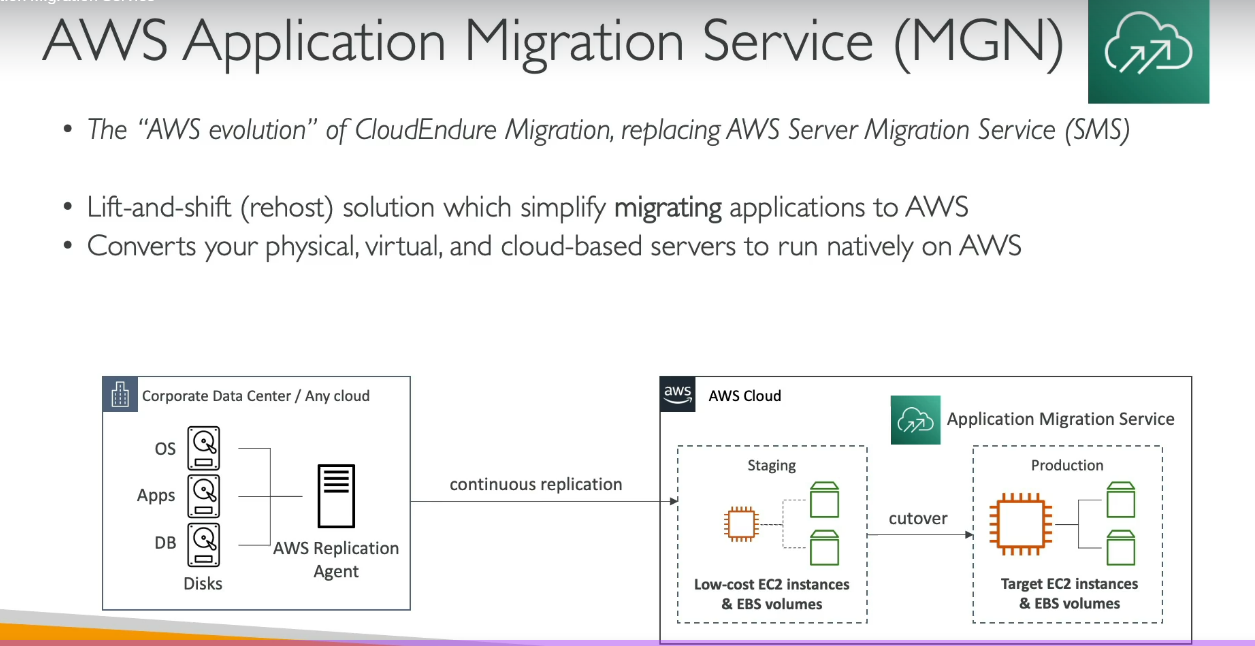 AWS Application Migration Service (MGN)
• The “AWS evolution” of CloudEndure Migration, replacing AWS Server Migration Service (SMS)
• Lift-and-shift (rehost) solution which simplify migrating applications to AWS
• Converts your physical, virtual, and cloud-based servers to run natively on AWS
Corporate Data Center / Any cloud
OS
Apps
DB
Disks
AWS Replication
Agent
continuous replication
aws
AWS Cloud
Application Migration Service
Staging
Low-cost EC2 instances
& EBS volumes
cutover
Production
Target EC2 instances
& EBS volumes